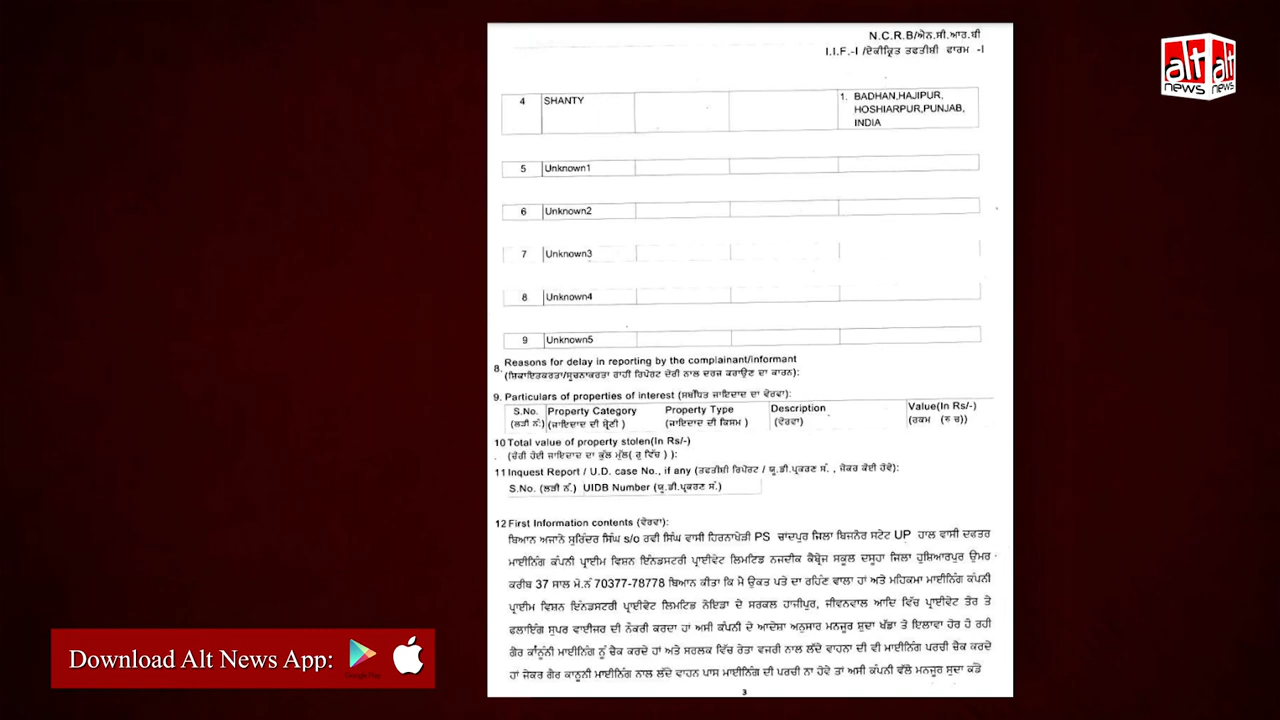 N.C.R.B/ਐਨ.ਸੀ.ਆਰ.ਬੀ
I.I.F.-I /ਏਕੀਕ੍ਰਿਤ ਤਫਤੀਸ਼ੀ ਫਾਰਮ -I
alt alt
news news
4 SHANTY 1. BADHAN,HAJIPUR,
HOSHIARPUR,PUNJAB,
INDIA
5 Unknown1
6 Unknown2
7 Unknown3
8 Unknown4
9 Unknown5
8. Reasons for delay in reporting by the complainant/informant
(ਸ਼ਿਕਾਇਤਕਰਤਾ/ਸੂਚਨਾਕਰਤਾ ਰਾਹੀਂ ਰਿਪੋਰਟ ਦੇਰੀ ਨਾਲ ਦਰਜ਼ ਕਰਾਉਣ ਦਾ ਕਾਰਨ):
9. Particulars of properties of interest (ਸਬੰਧਿਤ ਜਾਇਦਾਦ ਦਾ ਵੇਰਵਾ):
S.No. Property Category Property Type Description Value(In Rs/-)
(ਲੜੀ ਨੰ.) (ਜਾਇਦਾਦ ਦੀ ਸ਼੍ਰੇਣੀ ) (ਜਾਇਦਾਦ ਦੀ ਕਿਸਮ ) (ਵੇਰਵਾ) (ਰਕਮ (ਰੁ ਚ))
10 Total value of property stolen(In Rs/-)
. (ਚੋਰੀ ਹੋਈ ਜਾਇਦਾਦ ਦਾ ਕੁੱਲ ਮੁੱਲ( ਰੁ ਵਿੱਚ ) ):
11 Inquest Report / U.D. case No., if any (ਤਫਤੀਸ਼ੀ ਰਿਪੋਰਟ / ਯੂ.ਡੀ.ਪ੍ਰਕਰਣ ਸੰ. , ਜੇਕਰ ਕੋਈ ਹੋਵੇ):
S.No. (ਲੜੀ ਨੰ.) UIDB Number (ਯੂ.ਡੀ.ਪ੍ਰਕਰਣ ਸੰ.)
12 First Information contents (ਵੇਰਵਾ):
ਬਿਆਨ ਅਜਾਨੇ ਸੁਰਿੰਦਰ ਸਿੰਘ s/o ਰਵੀ ਸਿੰਘ ਵਾਸੀ ਹਿਰਨਾਖੇੜੀ PS ਚਾਂਦਪੁਰ ਜਿਲਾ ਬਿਜਨੌਰ ਸਟੇਟ UP ਹਾਲ ਵਾਸੀ ਦਫਤਰ
ਮਾਈਨਿੰਗ ਕੰਪਨੀ ਪ੍ਰਾਈਮ ਵਿਸ਼ਨ ਇੰਨਡਸਟਰੀ ਪ੍ਰਾਈਵੇਟ ਲਿਮਟਿਡ ਨਜਦੀਕ ਕੈਬ੍ਰਿਜ ਸਕੂਲ ਦਸੂਹਾ ਜਿਲਾ ਹੁਸ਼ਿਆਰਪੁਰ ਉਮਰ
ਕਰੀਬ 37 ਸਾਲ ਮੋ.ਨੰ 70377-78778 ਬਿਆਨ ਕੀਤਾ ਕਿ ਮੈ ਉਕਤ ਪਤੇ ਦਾ ਰਹਿੰਣ ਵਾਲਾ ਹਾਂ ਅਤੇ ਮਹਿਕਮਾ ਮਾਈਨਿੰਗ ਕੰਪਨੀ
ਪ੍ਰਾਈਮ ਵਿਸ਼ਨ ਇੰਨਡਸਟਰੀ ਪ੍ਰਾਈਵੇਟ ਲਿਮਟਿਡ ਨੋਇਡਾ ਦੇ ਸਰਕਲ ਹਾਜੀਪੁਰ, ਜੀਵਨਵਾਲ ਆਦਿ ਵਿੱਚ ਪ੍ਰਾਈਵੇਟ ਤੌਰ ਤੇ
ਫਲਾਇੰਗ ਸੁਪਰ ਵਾਈਜਰ ਦੀ ਨੌਕਰੀ ਕਰਦਾ ਹਾਂ ਅਸੀ ਕੰਪਨੀ ਦੇ ਆਦੇਸ਼ਾ ਅਨੁਸਾਰ ਮਨਜੂਰ ਸ਼ੁਦਾ ਖੱਡਾ ਤੋ ਇਲਾਵਾ ਹੋਰ ਹੋ ਰਹੀ
ਗੈਰ ਕਾਨੂੰਨੀ ਮਾਈਨਿੰਗ ਨੂੰ ਚੈਕ ਕਰਦੇ ਹਾਂ ਅਤੇ ਸਰਲਕ ਵਿੱਚ ਰੇਤਾ ਵਜਰੀ ਨਾਲ ਲੱਦੇ ਵਾਹਨਾ ਦੀ ਵੀ ਮਾਈਨਿੰਗ ਪਰਚੀ ਚੈਕ ਕਰਦੇ
ਹਾਂ ਜੇਕਰ ਗੈਰ ਕਾਨੂਨੀ ਮਾਈਨਿੰਗ ਨਾਲ ਲੱਦੇ ਵਾਹਨ ਪਾਸ ਮਾਈਨਿੰਗ ਦੀ ਪਰਚੀ ਨਾ ਹੋਵੇ ਤਾਂ ਅਸੀ ਕੰਪਣੀ ਵੱਲੋ ਮਨਜੂਰ ਸੁਦਾ ਕੰਡੇ
3
Download Alt News App:
Google Play